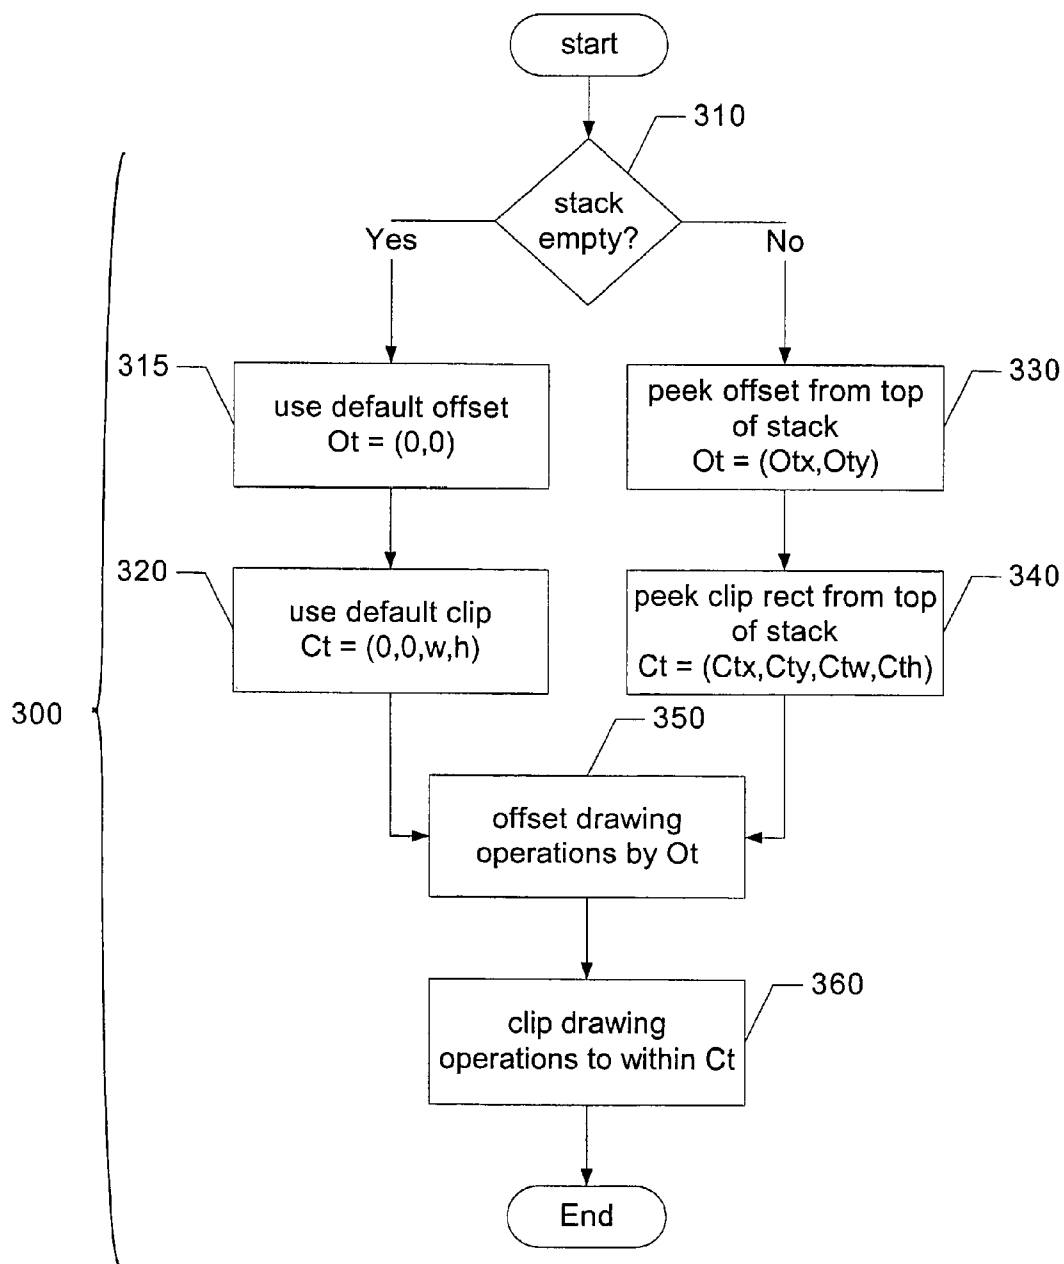 start
310
stack
empty?
Yes
No
315
use default offset
Ot = (0,0)
330
peek offset from top
of stack
Ot = (Otx,Oty)
320
use default clip
Ct = (0,0,w,h)
340
peek clip rect from top
of stack
Ct = (Ctx,Cty,Ctw,Cth)
300
350
offset drawing
operations by Ot
360
clip drawing
operations to within Ct
End